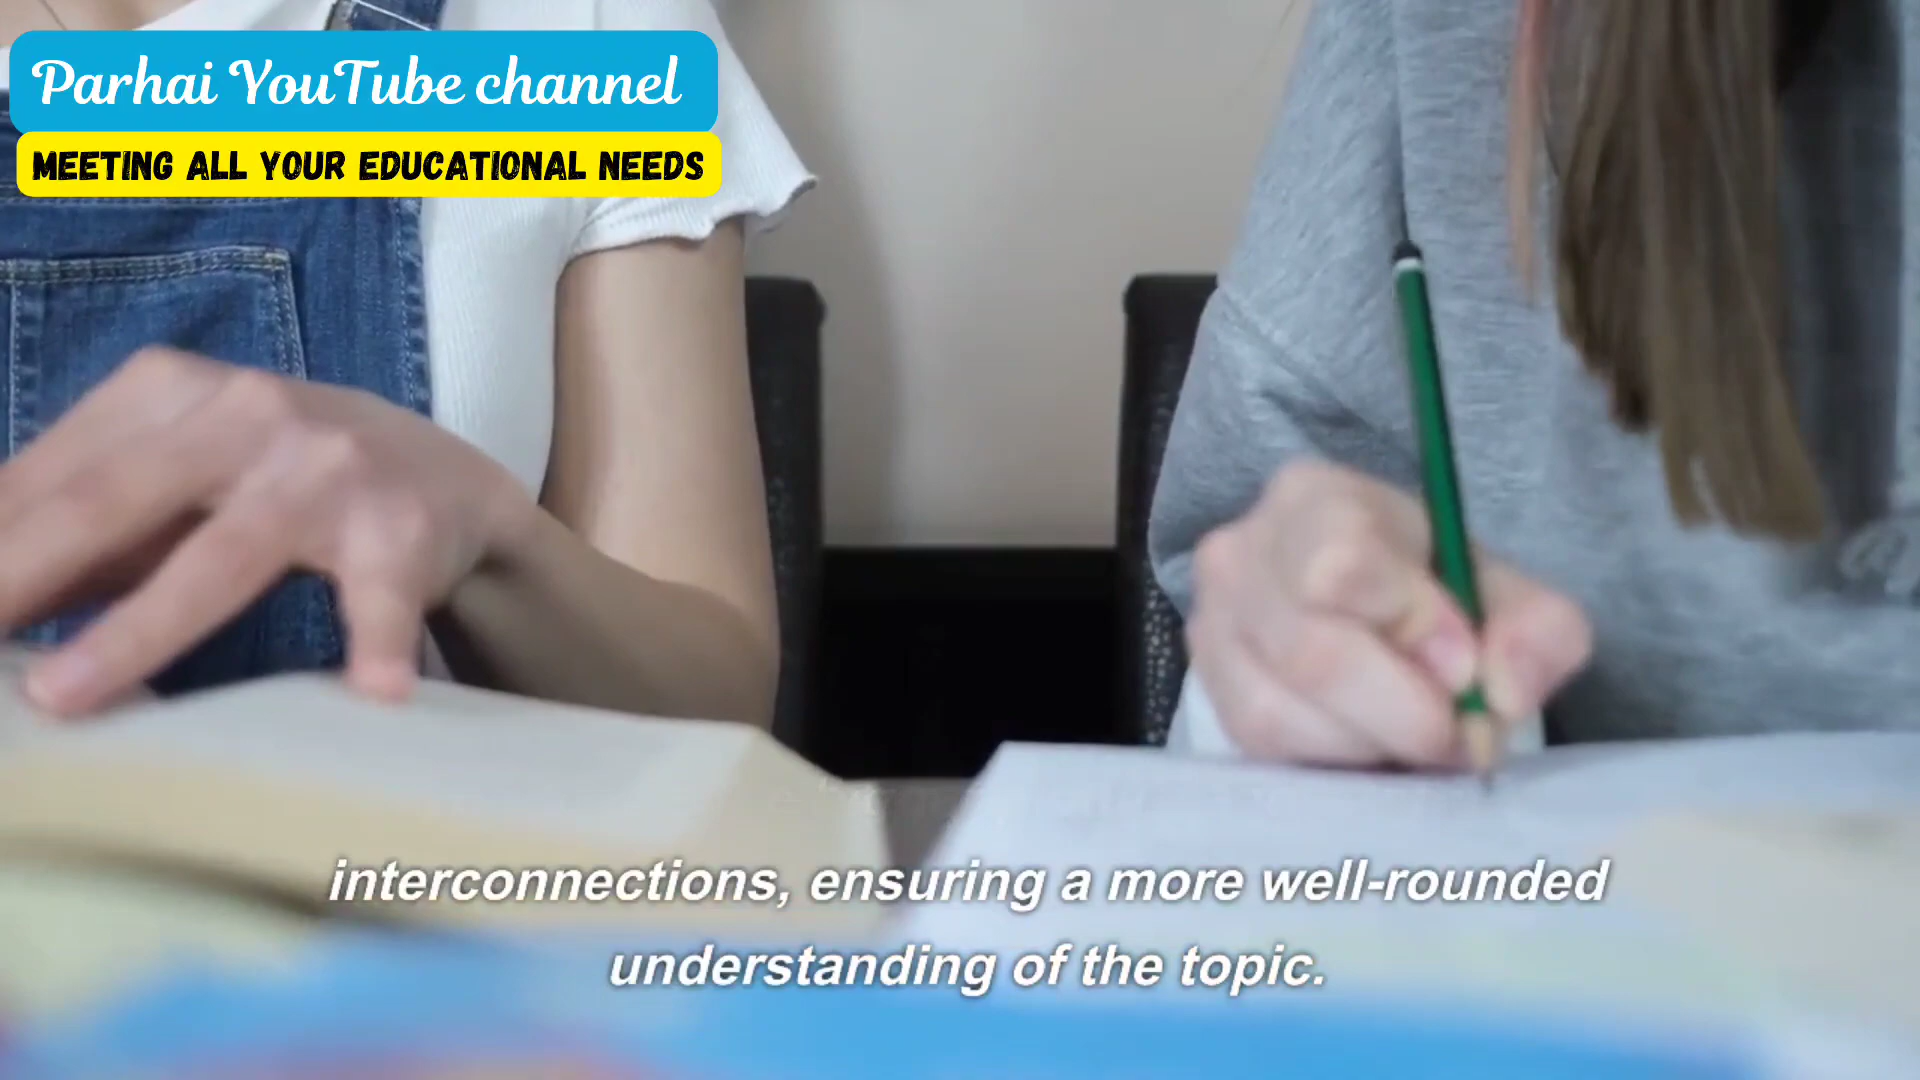 Parhai YouTube channel
MEETING ALL YOUR EDUCATIONAL NEEDS
interconnections, ensuring a more well-rounded
understanding of the topic.